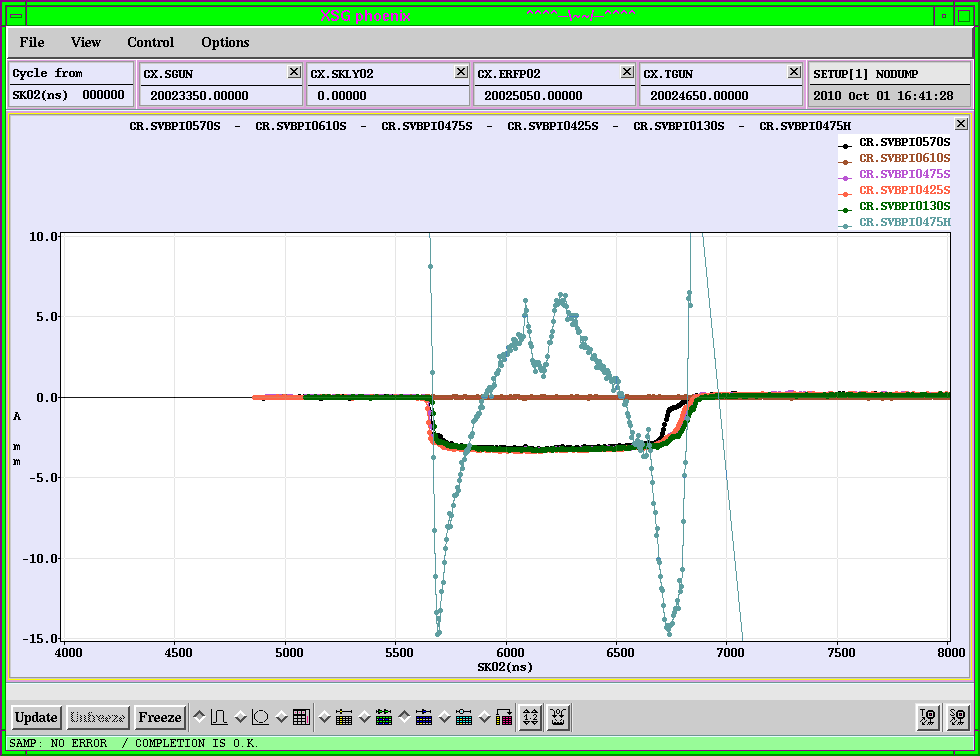 XSG phoenix ^^^^—\~~/—^^^^
File View Control Options
Cycle from CX.SGUN CX.SKLY02 CX.ERFP02 CX.TGUN SETUP[1] NODUMP
SK02(ns) 000000 20023350.00000 0.00000 20025050.00000 20024650.00000 2010 Oct 01 16:41:28
CR.SVBPI0570S - CR.SVBPI0610S - CR.SVBPI0475S - CR.SVBPI0425S - CR.SVBPI0130S - CR.SVBPI0475H
CR.SVBPI0570S
CR.SVBPI0610S
CR.SVBPI0475S
CR.SVBPI0425S
CR.SVBPI0130S
CR.SVBPI0475H
10.0
5.0
0.0
A
m
m
-5.0
-10.0
-15.0
4000 4500 5000 5500 6000 6500 7000 7500 8000
SK02(ns)
Update Unfreeze Freeze
SAMP: NO ERROR / COMPLETION IS O.K.